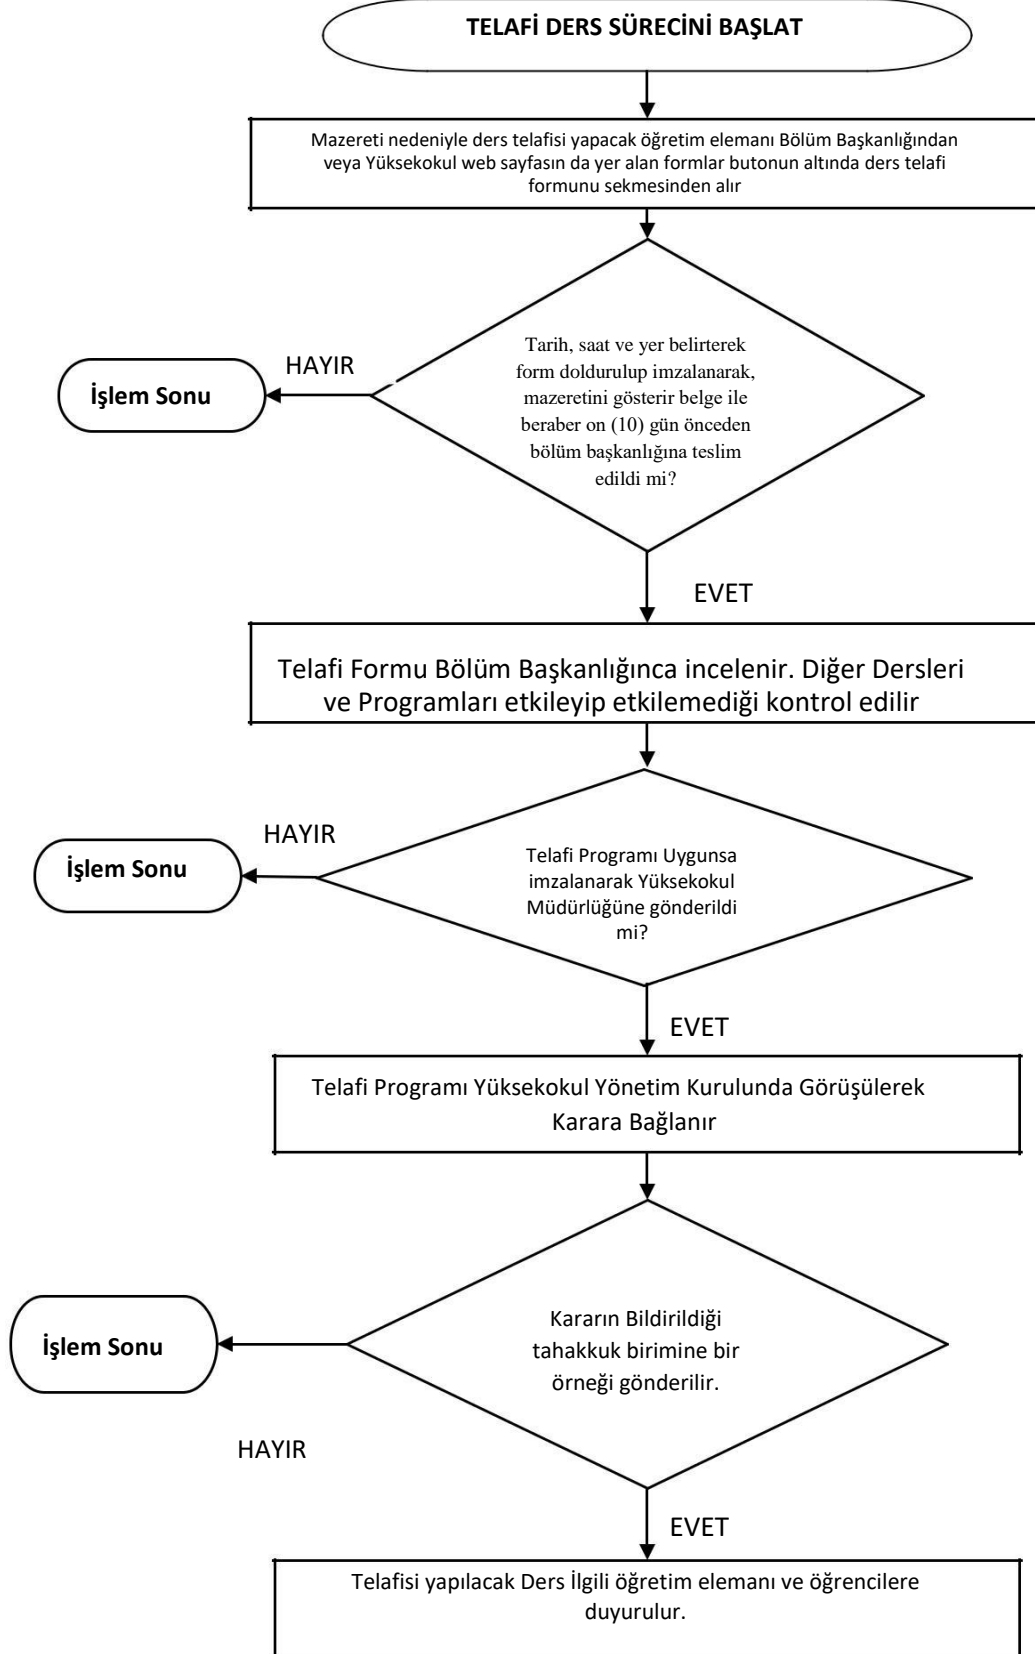 TELAFİ DERS SÜRECİNİ BAŞLAT
Mazereti nedeniyle ders telafisi yapacak öğretim elemanı Bölüm Başkanlığından
veya Yüksekokul web sayfasın da yer alan formlar butonun altında ders telafi
formunu sekmesinden alır
Tarih, saat ve yer belirterek
form doldurulup imzalanarak,
mazeretini gösterir belge ile
beraber on (10) gün önceden
bölüm başkanlığına teslim
edildi mi?
HAYIR
İşlem Sonu
EVET
Telafi Formu Bölüm Başkanlığınca incelenir. Diğer Dersleri
ve Programları etkileyip etkilemediği kontrol edilir
HAYIR
İşlem Sonu
Telafi Programı Uygunsa
imzalanarak Yüksekokul
Müdürlüğüne gönderildi
mi?
EVET
Telafi Programı Yüksekokul Yönetim Kurulunda Görüşülerek
Karara Bağlanır
Kararın Bildirildiği
tahakkuk birimine bir
örneği gönderilir.
İşlem Sonu
HAYIR
EVET
Telafisi yapılacak Ders İlgili öğretim elemanı ve öğrencilere
duyurulur.